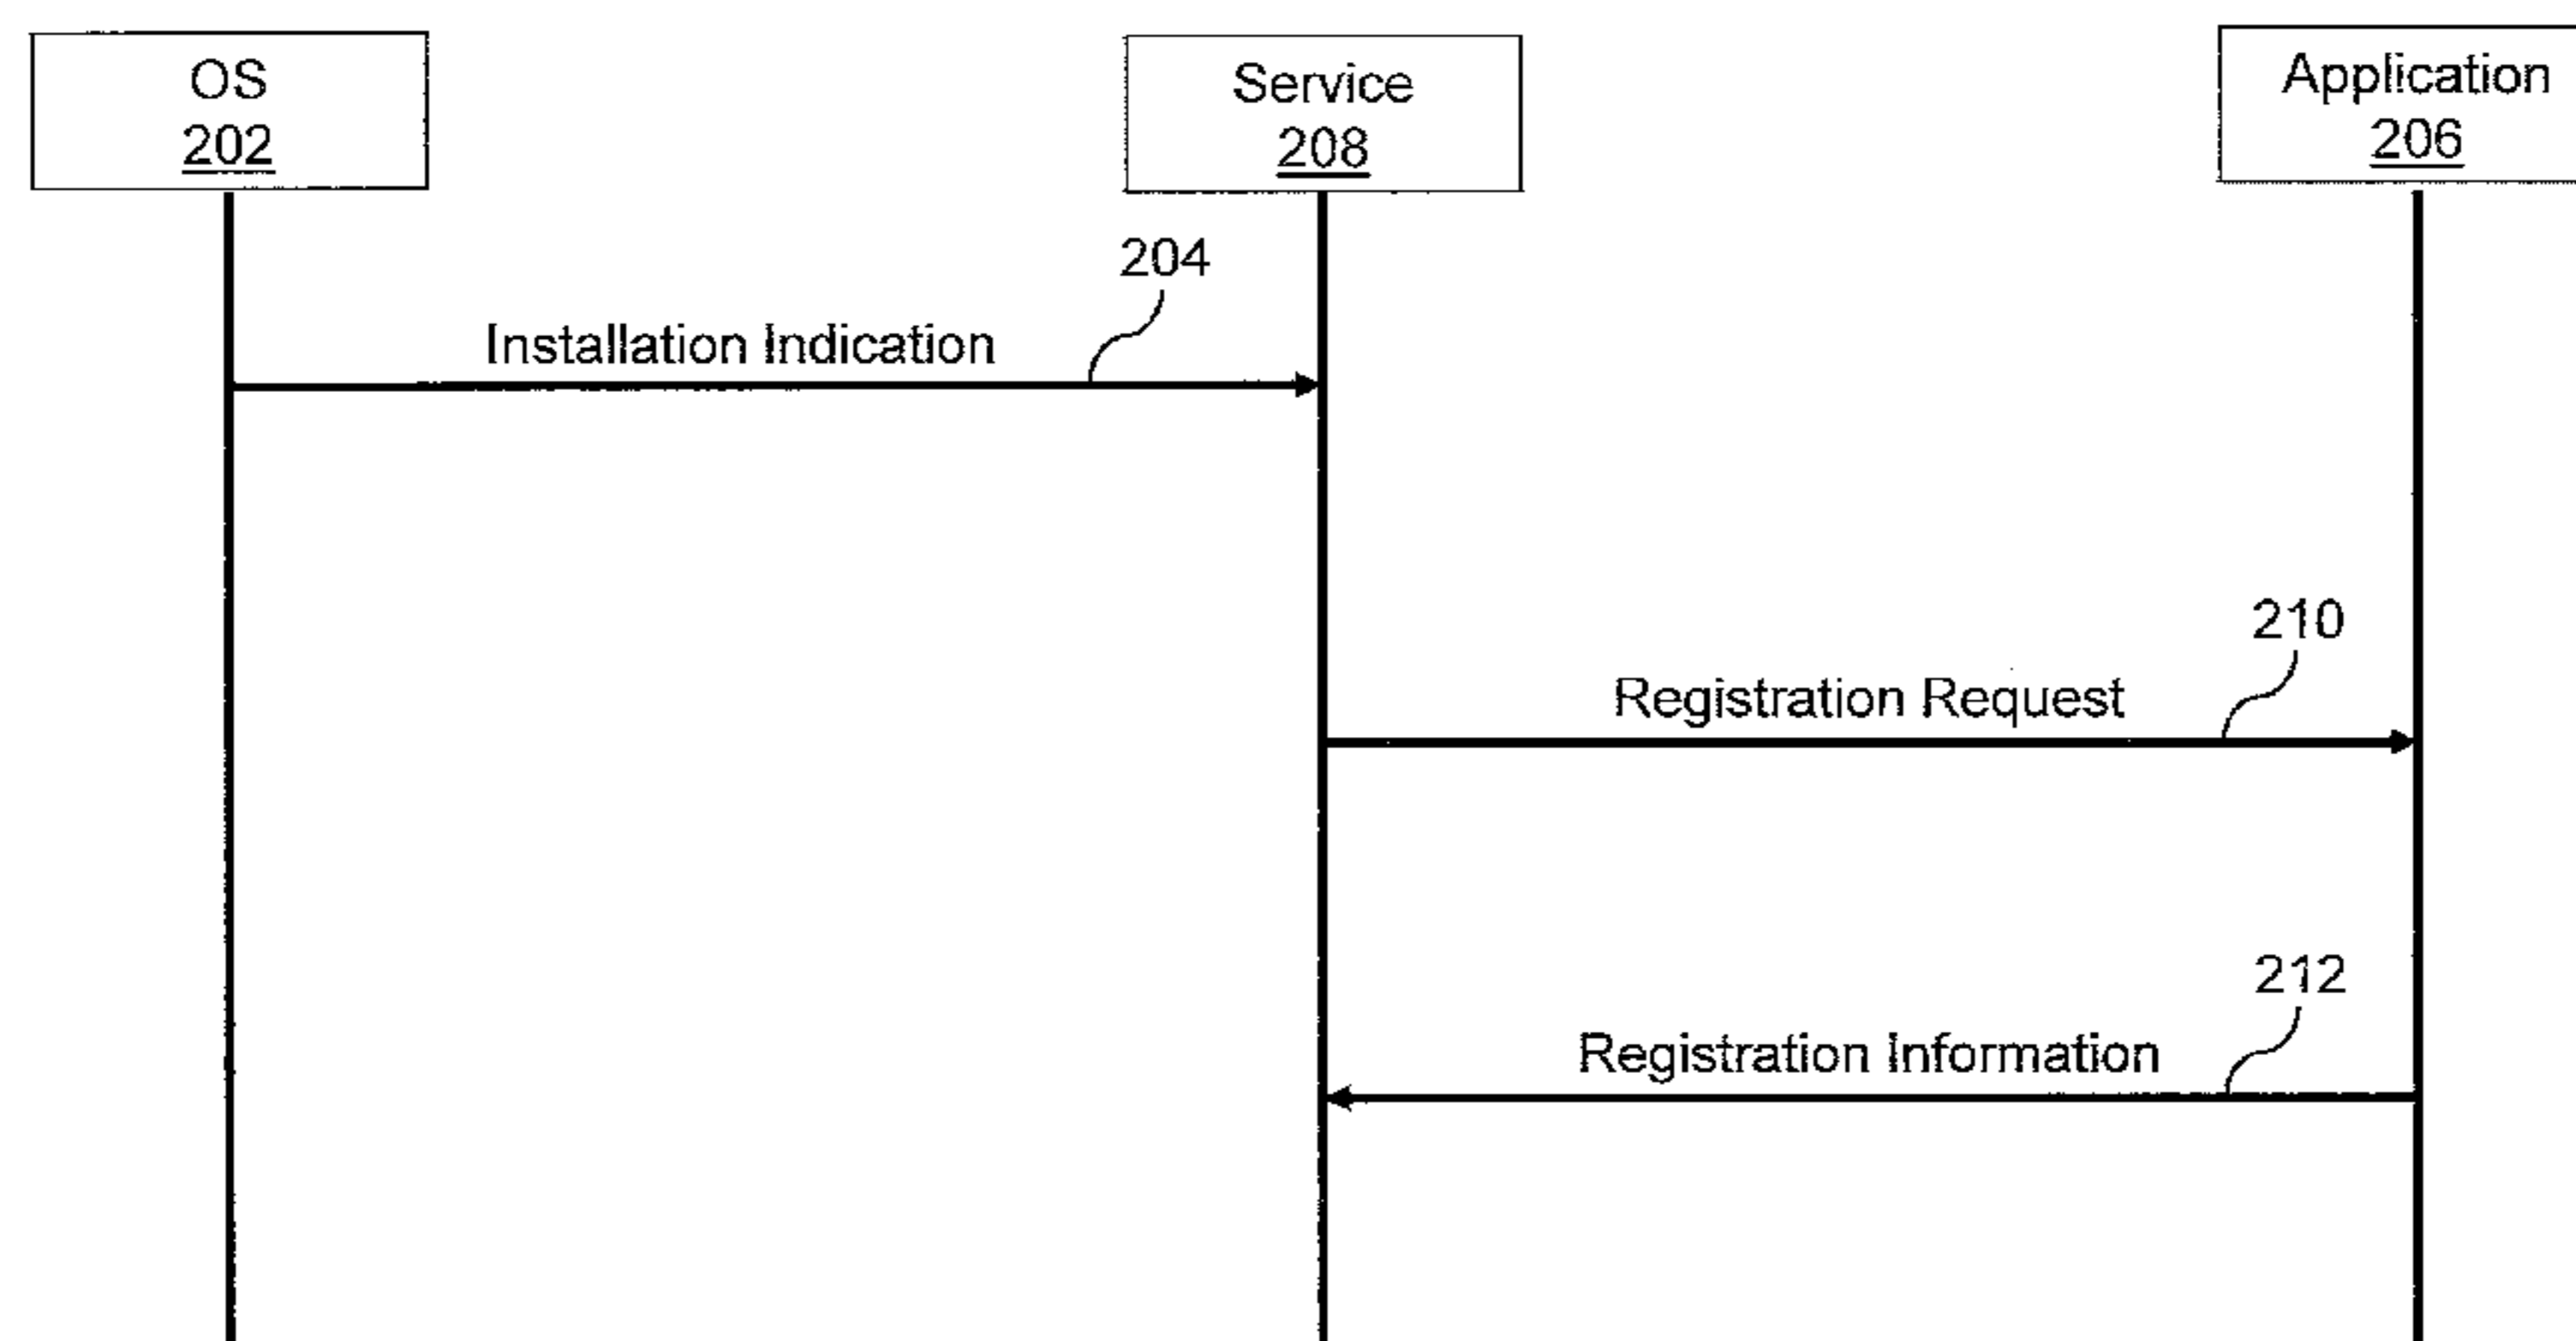 OS
202
Service
208
Application
206
204
Installation Indication
210
Registration Request
212
Registration Information